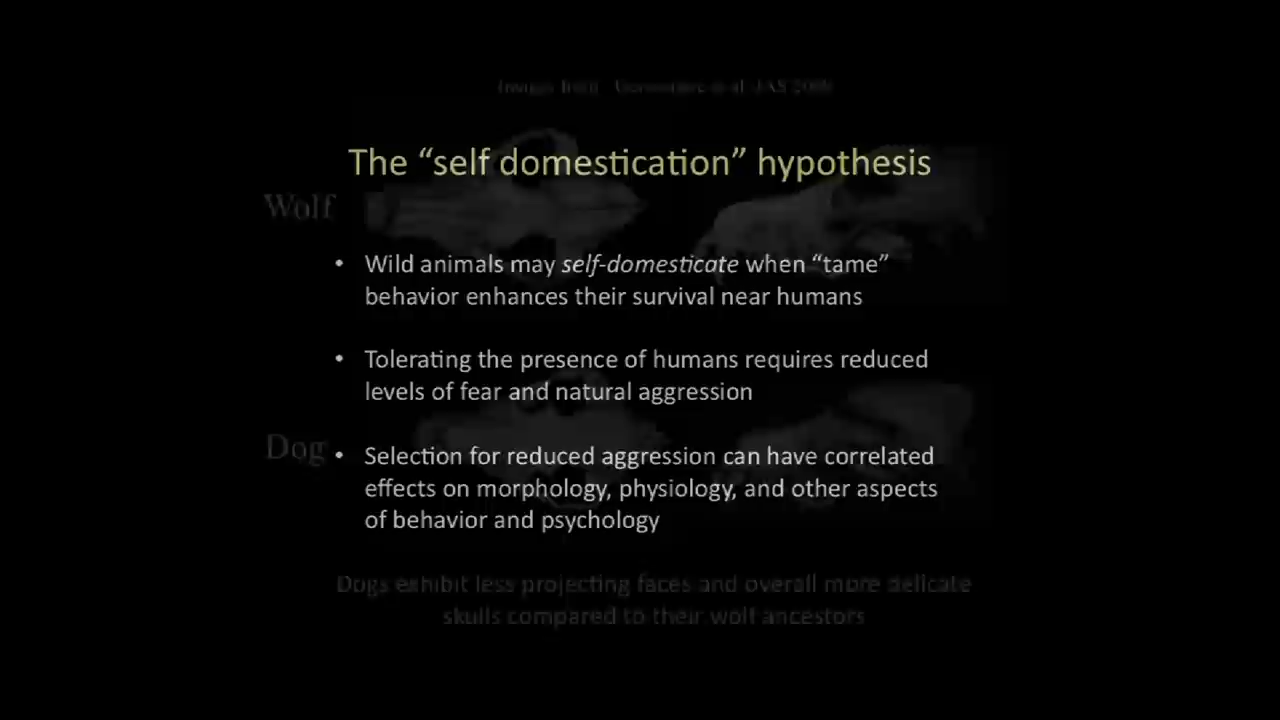 The “self domestication” hypothesis
Wolf
• Wild animals may self-domesticate when “tame”
behavior enhances their survival near humans
• Tolerating the presence of humans requires reduced
levels of fear and natural aggression
Dog
• Selection for reduced aggression can have correlated
effects on morphology, physiology, and other aspects
of behavior and psychology
Dogs exhibit less projecting faces and overall more delicate
skulls compared to their wolf ancestors